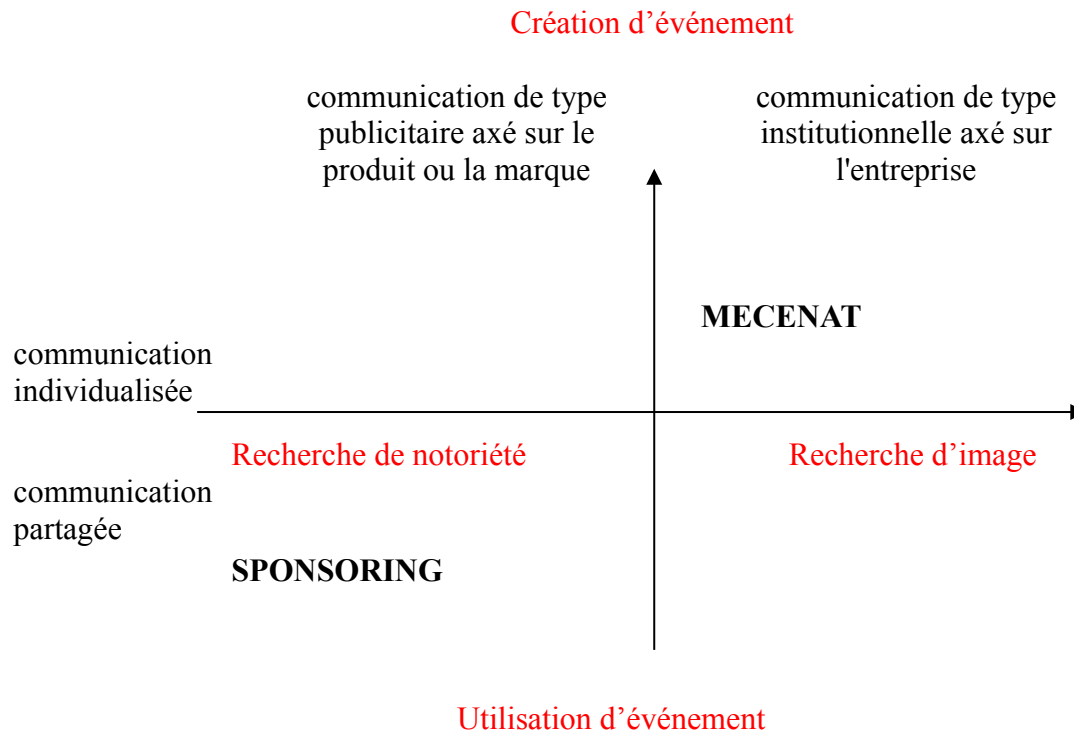 Création d’événement
communication de type
publicitaire axé sur le
produit ou la marque
communication de type
institutionnelle axé sur
l'entreprise
MECENAT
communication
individualisée
Recherche de notoriété
Recherche d’image
communication
partagée
SPONSORING
Utilisation d’événement